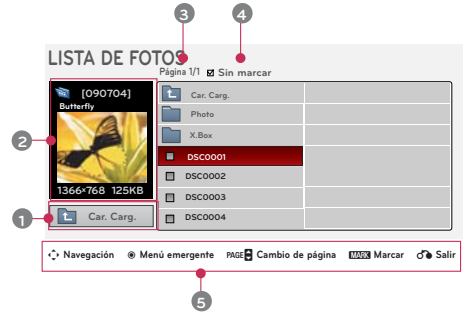 3
4
LISTA DE FOTOS
Página 1/1 Sin marcar
[090704]
Butterfly
1366×768 125KB
Car. Carg.
Car. Carg.
Photo
X.Box
DSC0001
DSC0002
DSC0003
DSC0004
2
1
Navegación Menú emergente PAGE Cambio de página MARK Marcar Salir
5